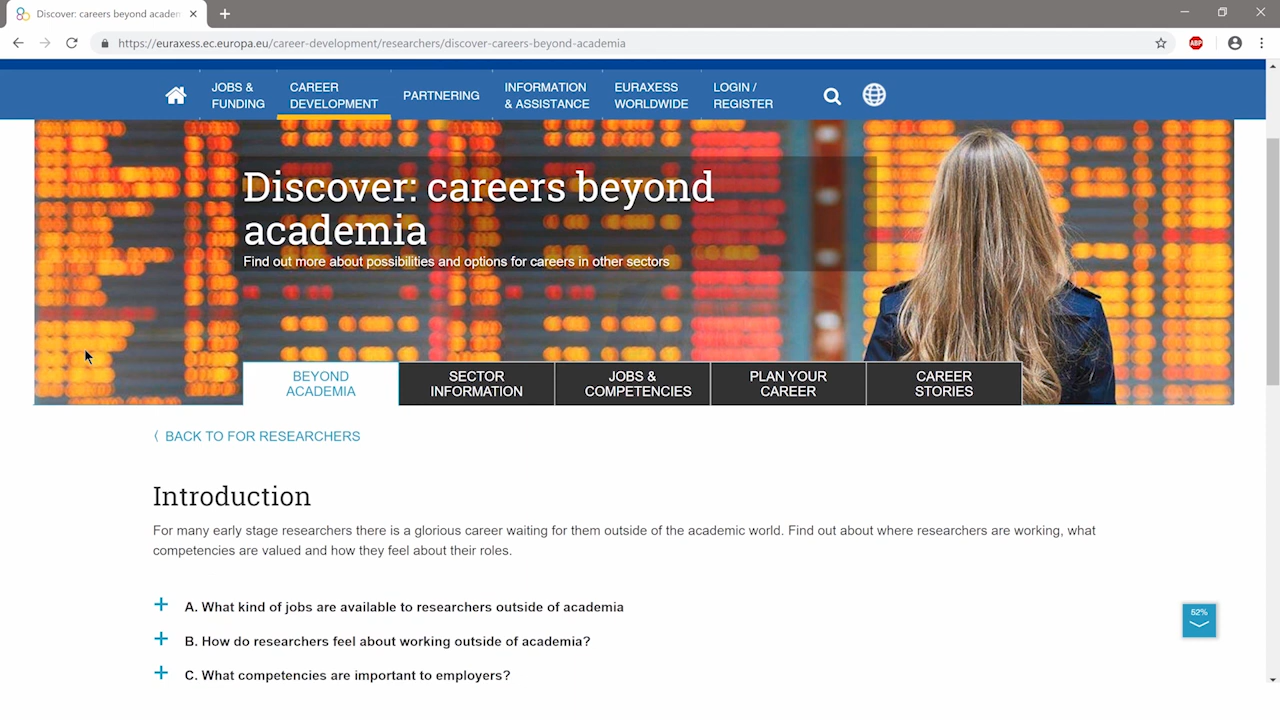 Discover: careers beyond academ
https://euraxess.ec.europa.eu/career-development/researchers/discover-careers-beyond-academia
ABP
JOBS &
FUNDING
CAREER
DEVELOPMENT
PARTNERING
INFORMATION
& ASSISTANCE
EURAXESS
WORLDWIDE
LOGIN /
REGISTER
Discover: careers beyond
academia
Find out more about possibilities and options for careers in other sectors
BEYOND
ACADEMIA
SECTOR
INFORMATION
JOBS &
COMPETENCIES
PLAN YOUR
CAREER
CAREER
STORIES
BACK TO FOR RESEARCHERS
Introduction
For many early stage researchers there is a glorious career waiting for them outside of the academic world. Find out about where researchers are working, what
competencies are valued and how they feel about their roles.
A. What kind of jobs are available to researchers outside of academia
B. How do researchers feel about working outside of academia?
C. What competencies are important to employers?
52%